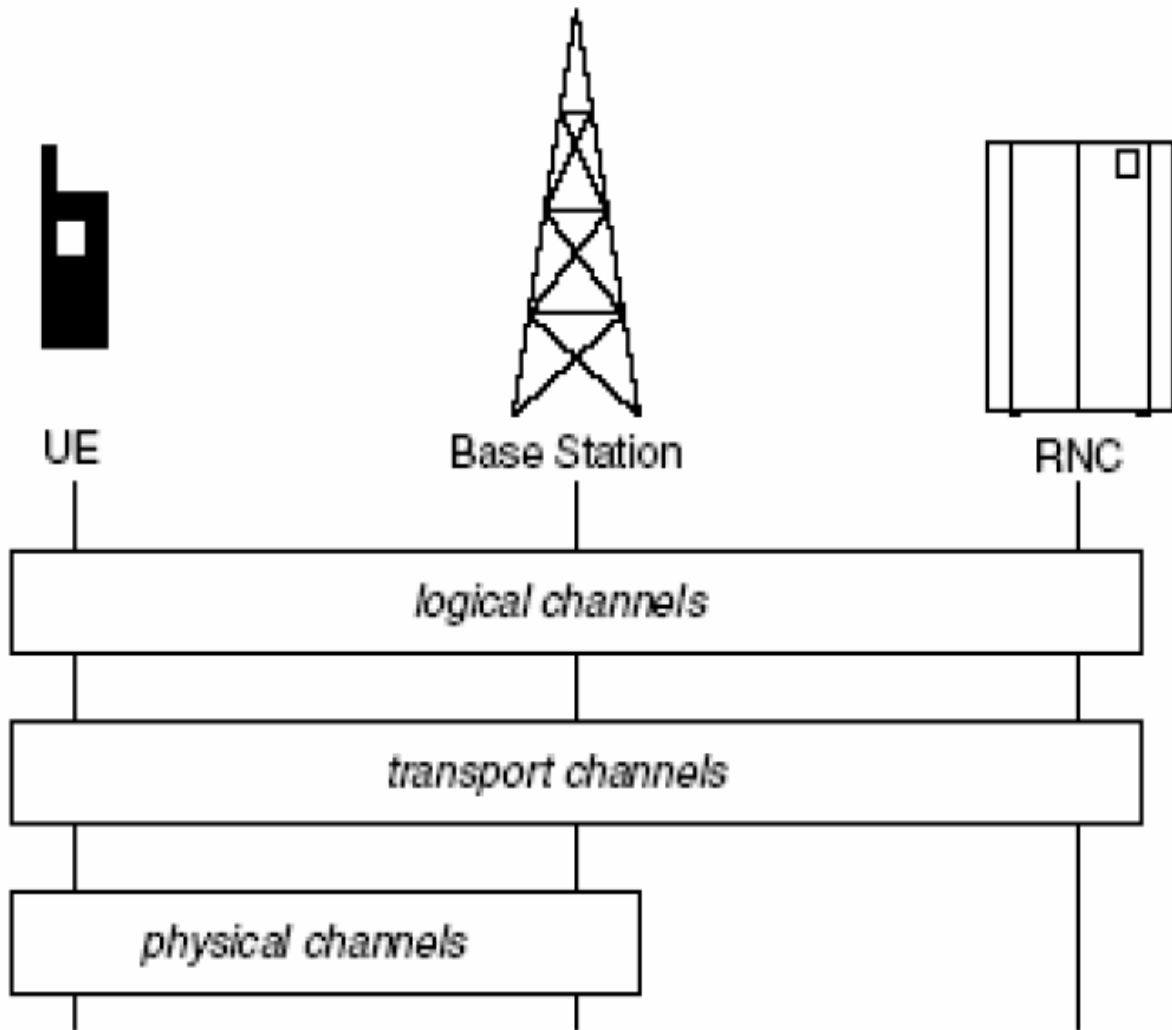 UE
Base Station
RNC
logical channels
transport channels
physical channels